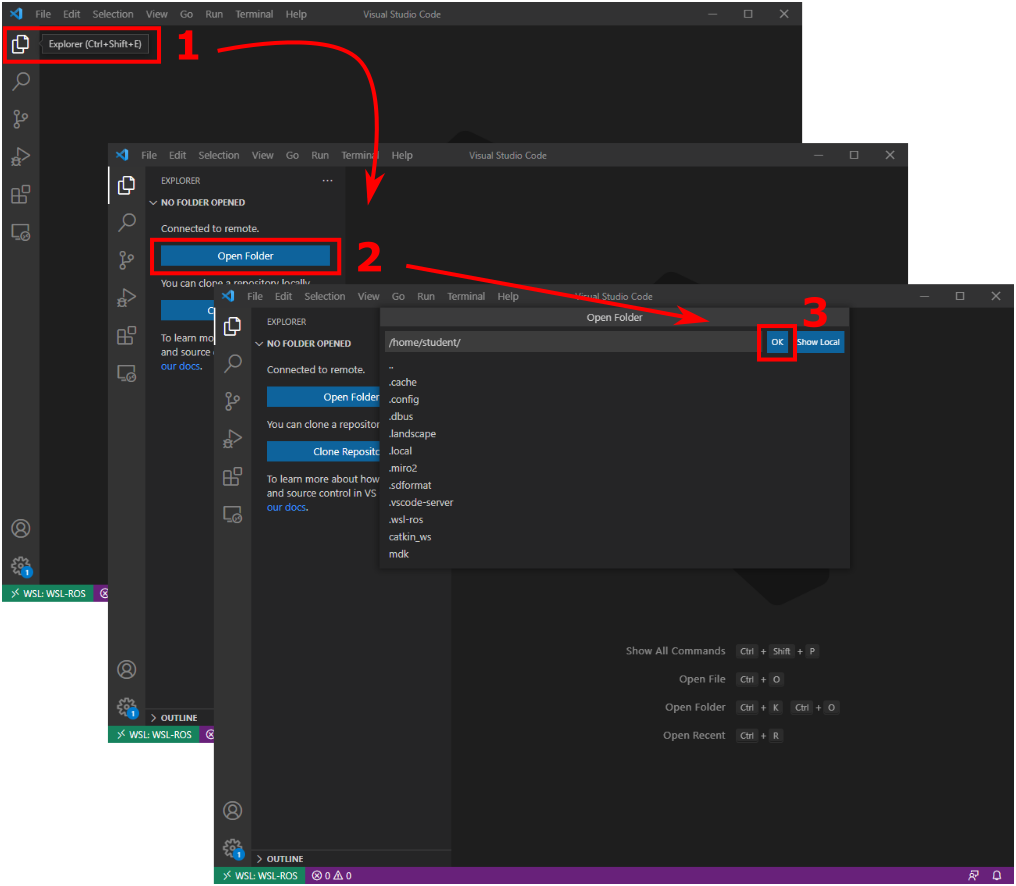 File Edit Selection View Go Run Terminal Help Visual Studio Code
Explorer (Ctrl+Shift+E)
1
WSL: WSL-ROS
File Edit Selection View Go Run Terminal Help Visual Studio Code
EXPLORER
NO FOLDER OPENED
Connected to remote.
Open Folder
2
You can clone a repository locally.
C
To learn mo
and source
our docs.
1
OUTLINE
WSL: WSL-ROS
File Edit Selection View Go Run Terminal Help Visual Studio Code
EXPLORER
NO FOLDER OPENED
Connected to remote.
Open Folder
You can clone a repositor
Clone Reposito
To learn more about how
and source control in VS
our docs.
Open Folder
3
/home/student/ OK Show Local
..
.cache
.config
.dbus
.landscape
.local
.miro2
.sdformat
.vscode-server
.wsl-ros
catkin_ws
mdk
Show All Commands Ctrl + Shift + P
Open File Ctrl + O
Open Folder Ctrl + K Ctrl + O
Open Recent Ctrl + R
1
OUTLINE
WSL: WSL-ROS 0 0
1